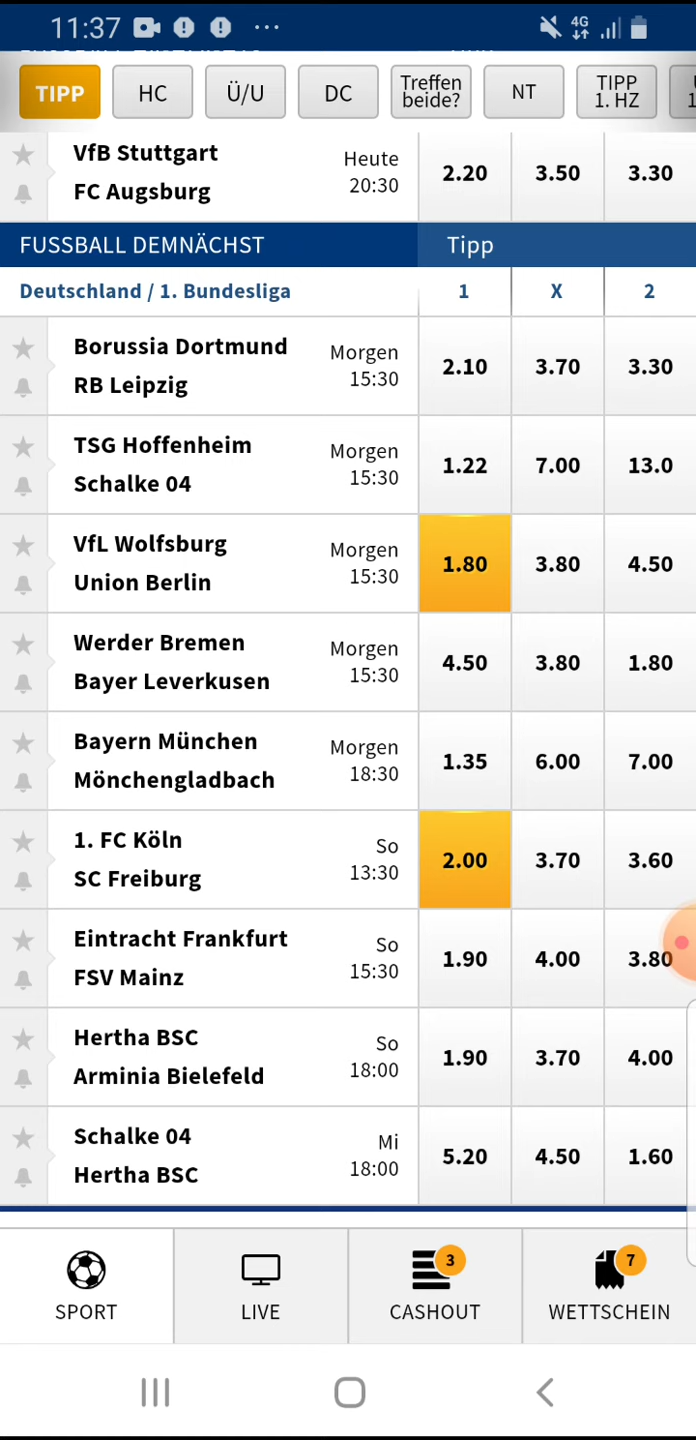 11:37 4G
TIPP HC Ü/U DC Treffen beide? NT TIPP 1. HZ
VfB Stuttgart Heute 2.20 3.50 3.30
FC Augsburg 20:30
FUSSBALL DEMNÄCHST Tipp
Deutschland / 1. Bundesliga 1 X 2
Borussia Dortmund Morgen 2.10 3.70 3.30
RB Leipzig 15:30
TSG Hoffenheim Morgen 1.22 7.00 13.0
Schalke 04 15:30
VfL Wolfsburg Morgen 1.80 3.80 4.50
Union Berlin 15:30
Werder Bremen Morgen 4.50 3.80 1.80
Bayer Leverkusen 15:30
Bayern München Morgen 1.35 6.00 7.00
Mönchengladbach 18:30
1. FC Köln So 2.00 3.70 3.60
SC Freiburg 13:30
Eintracht Frankfurt So 1.90 4.00 3.80
FSV Mainz 15:30
Hertha BSC So 1.90 3.70 4.00
Arminia Bielefeld 18:00
Schalke 04 Mi 5.20 4.50 1.60
Hertha BSC 18:00
3 7
SPORT LIVE CASHOUT WETTSCHEIN